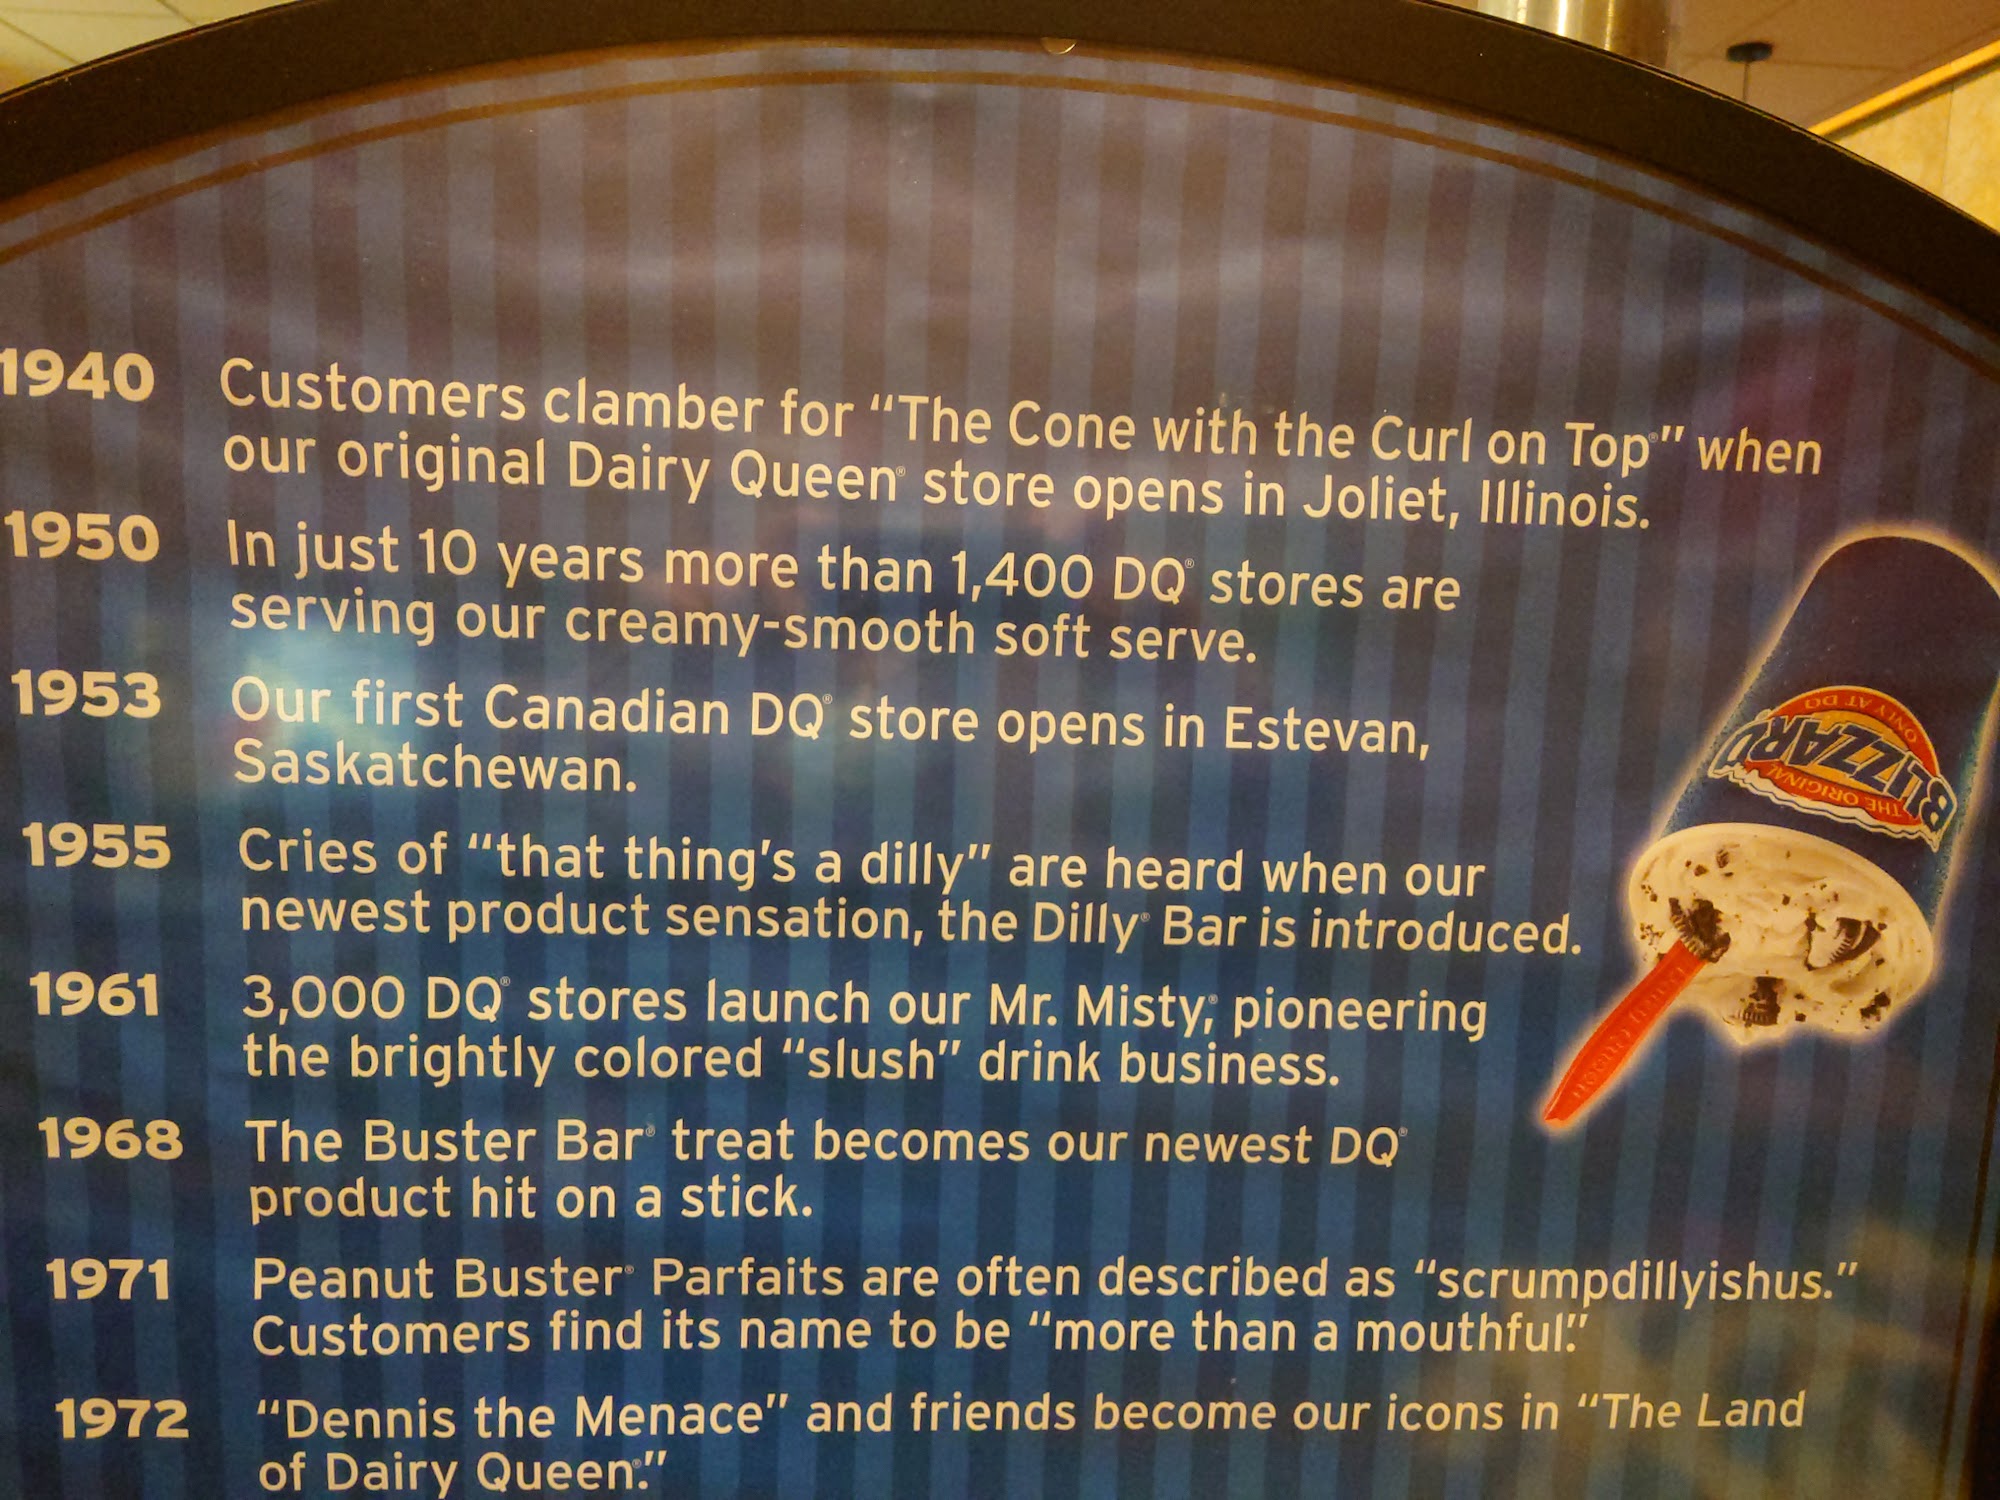 1940 Customers clamber for “The Cone with the Curl on Top®” when
our original Dairy Queen® store opens in Joliet, Illinois.
1950 In just 10 years more than 1,400 DQ® stores are
serving our creamy-smooth soft serve.
1953 Our first Canadian DQ® store opens in Estevan,
Saskatchewan.
1955 Cries of “that thing’s a dilly” are heard when our
newest product sensation, the Dilly® Bar is introduced.
1961 3,000 DQ® stores launch our Mr. Misty®, pioneering
the brightly colored “slush” drink business.
1968 The Buster Bar® treat becomes our newest DQ®
product hit on a stick.
1971 Peanut Buster® Parfaits are often described as “scrumpdillyishus.”
Customers find its name to be “more than a mouthful.”
1972 “Dennis the Menace” and friends become our icons in “The Land
of Dairy Queen®.”
THE ORIGINAL
BLIZZARD
ONLY AT DQ
Dairy Queen